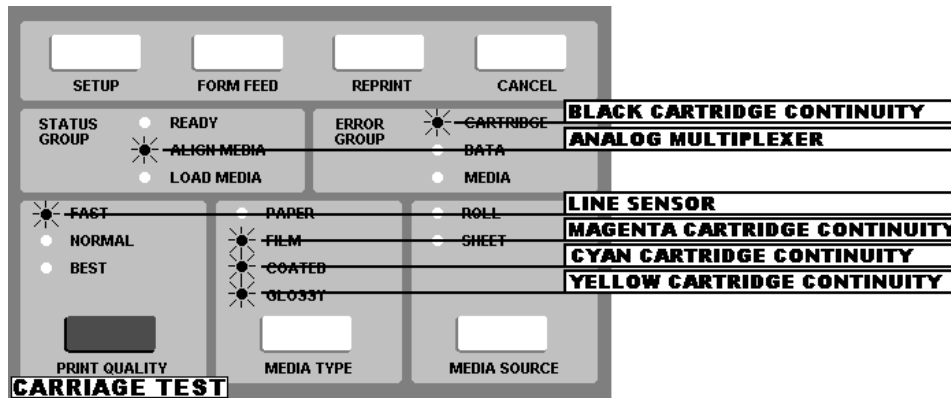 SETUP FORM FEED REPRINT CANCEL
BLACK CARTRIDGE CONTINUITY
STATUS GROUP
READY
ERROR GROUP
CARTRIDGE
ANALOG MULTIPLEXER
ALIGN MEDIA
DATA
LOAD MEDIA
MEDIA
LINE SENSOR
FAST
PAPER
ROLL
MAGENTA CARTRIDGE CONTINUITY
NORMAL
FILM
SHEET
CYAN CARTRIDGE CONTINUITY
BEST
COATED
YELLOW CARTRIDGE CONTINUITY
GLOSSY
PRINT QUALITY
MEDIA TYPE
MEDIA SOURCE
CARRIAGE TEST